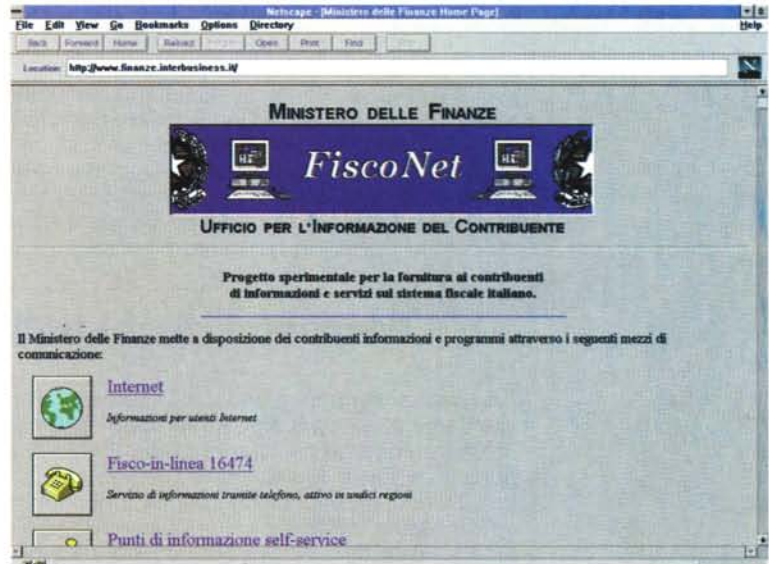 Netscape - [Ministero delle Finanze Home Page]
File Edit View Go Bookmarks Options Directory Help
Back Forward Home Reload Open Print Find
Location: http://www.finanze.interbusiness.it/
MINISTERO DELLE FINANZE
FiscoNet
UFFICIO PER L'INFORMAZIONE DEL CONTRIBUENTE
Progetto sperimentale per la fornitura ai contribuenti
di informazioni e servizi sul sistema fiscale italiano.
Il Ministero delle Finanze mette a disposizione dei contribuenti informazioni e programmi attraverso i seguenti mezzi di
comunicazione:
Internet
Informazioni per utenti Internet
Fisco-in-linea 16474
Servizio di informazioni tramite telefono, attivo in undici regioni
Punti di informazione self-service